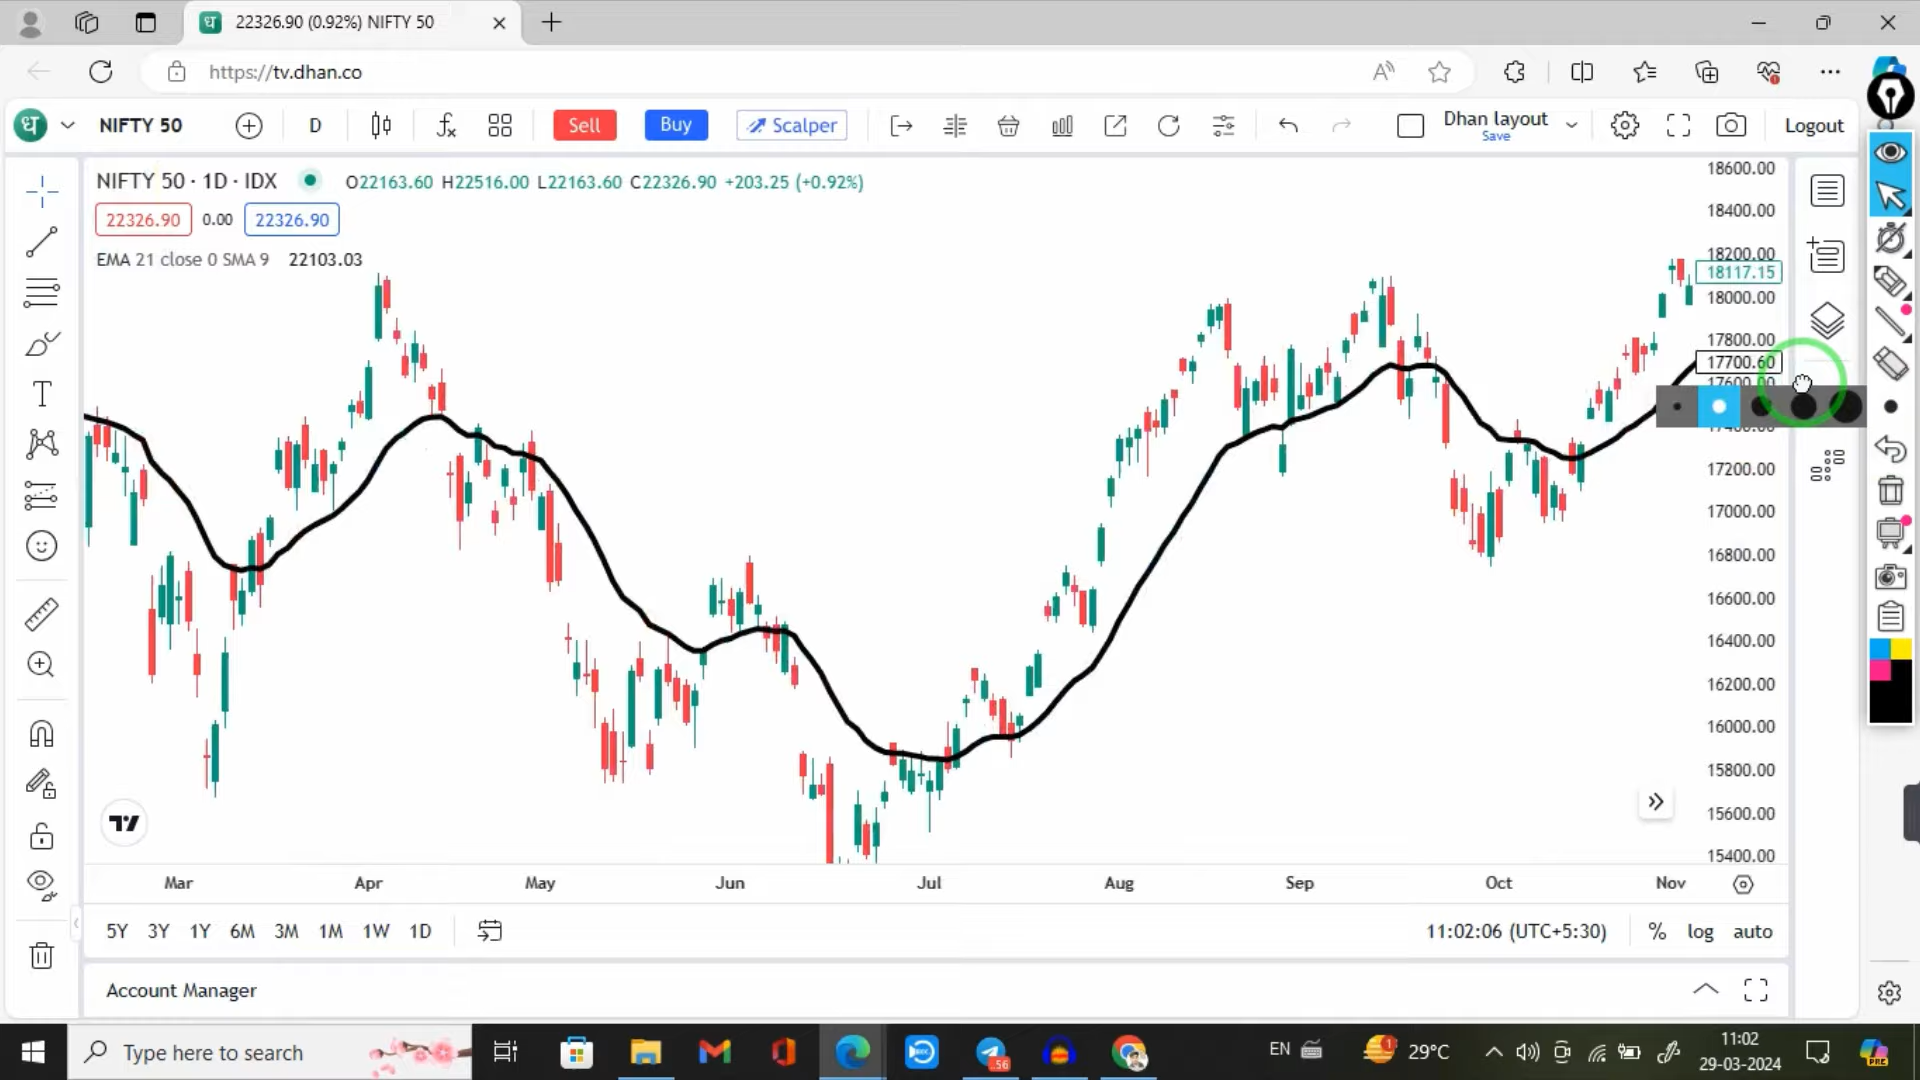 22326.90 (0.92%) NIFTY 50
https://tv.dhan.co
ध NIFTY 50 D Sell Buy Scalper Dhan layout Save Logout
NIFTY 50 · 1D · IDX O22163.60 H22516.00 L22163.60 C22326.90 +203.25 (+0.92%)
22326.90 0.00 22326.90
EMA 21 close 0 SMA 9 22103.03
18600.00
18400.00
18200.00
18117.15
18000.00
17800.00
17700.60
17600.00
17400.00
17200.00
17000.00
16800.00
16600.00
16400.00
16200.00
16000.00
15800.00
15600.00
15400.00
Mar Apr May Jun Jul Aug Sep Oct Nov
5Y 3Y 1Y 6M 3M 1M 1W 1D 11:02:06 (UTC+5:30) % log auto
Account Manager
Type here to search EN 29°C 11:02
29-03-2024